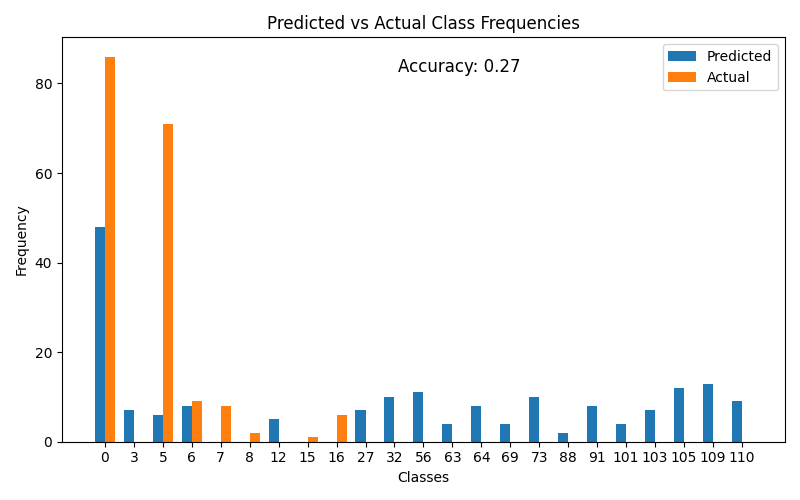 Predicted vs Actual Class Frequencies
Accuracy: 0.27
Predicted
Actual
80
60
40
20
0
Frequency
0 3 5 6 7 8 12 15 16 27 32 56 63 64 69 73 88 91 101 103 105 109 110
Classes